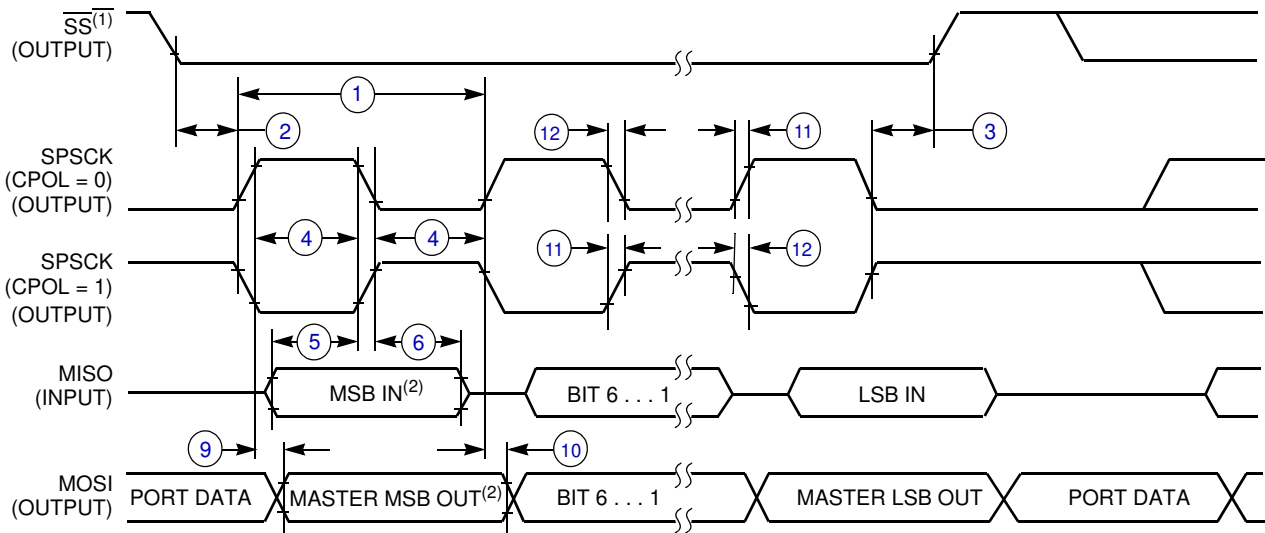 SS(1)
(OUTPUT)
1
2
12
11
3
SPSCK
(CPOL = 0)
(OUTPUT)
4
4
11
12
SPSCK
(CPOL = 1)
(OUTPUT)
5
6
MISO
(INPUT)
MSB IN(2)
BIT 6 . . . 1
LSB IN
9
10
MOSI
(OUTPUT)
PORT DATA
MASTER MSB OUT(2)
BIT 6 . . . 1
MASTER LSB OUT
PORT DATA